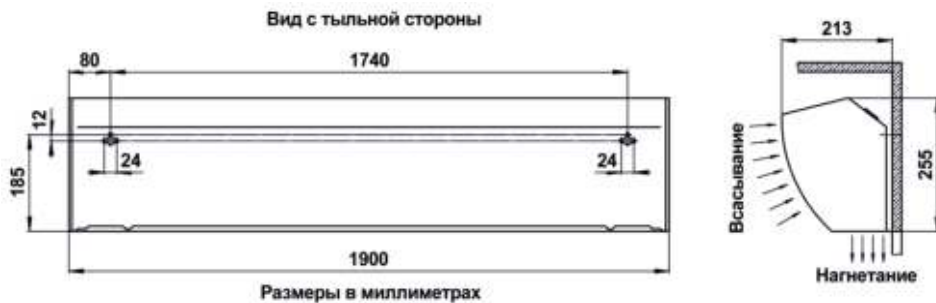 Вид с тыльной стороны
80
1740
213
12
24
24
185
Всасывание
255
1900
Нагнетание
Размеры в миллиметрах